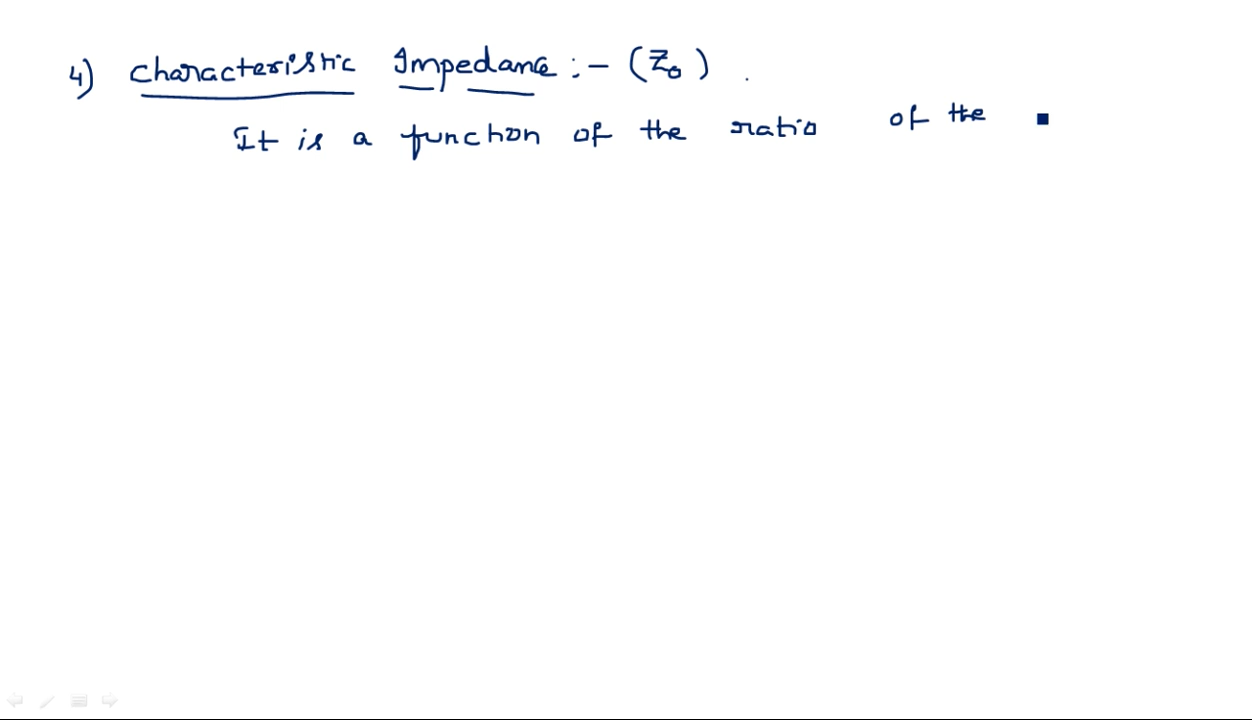 4) Characteristic Impedance :- (Z₀)
It is a function of the ratio of the